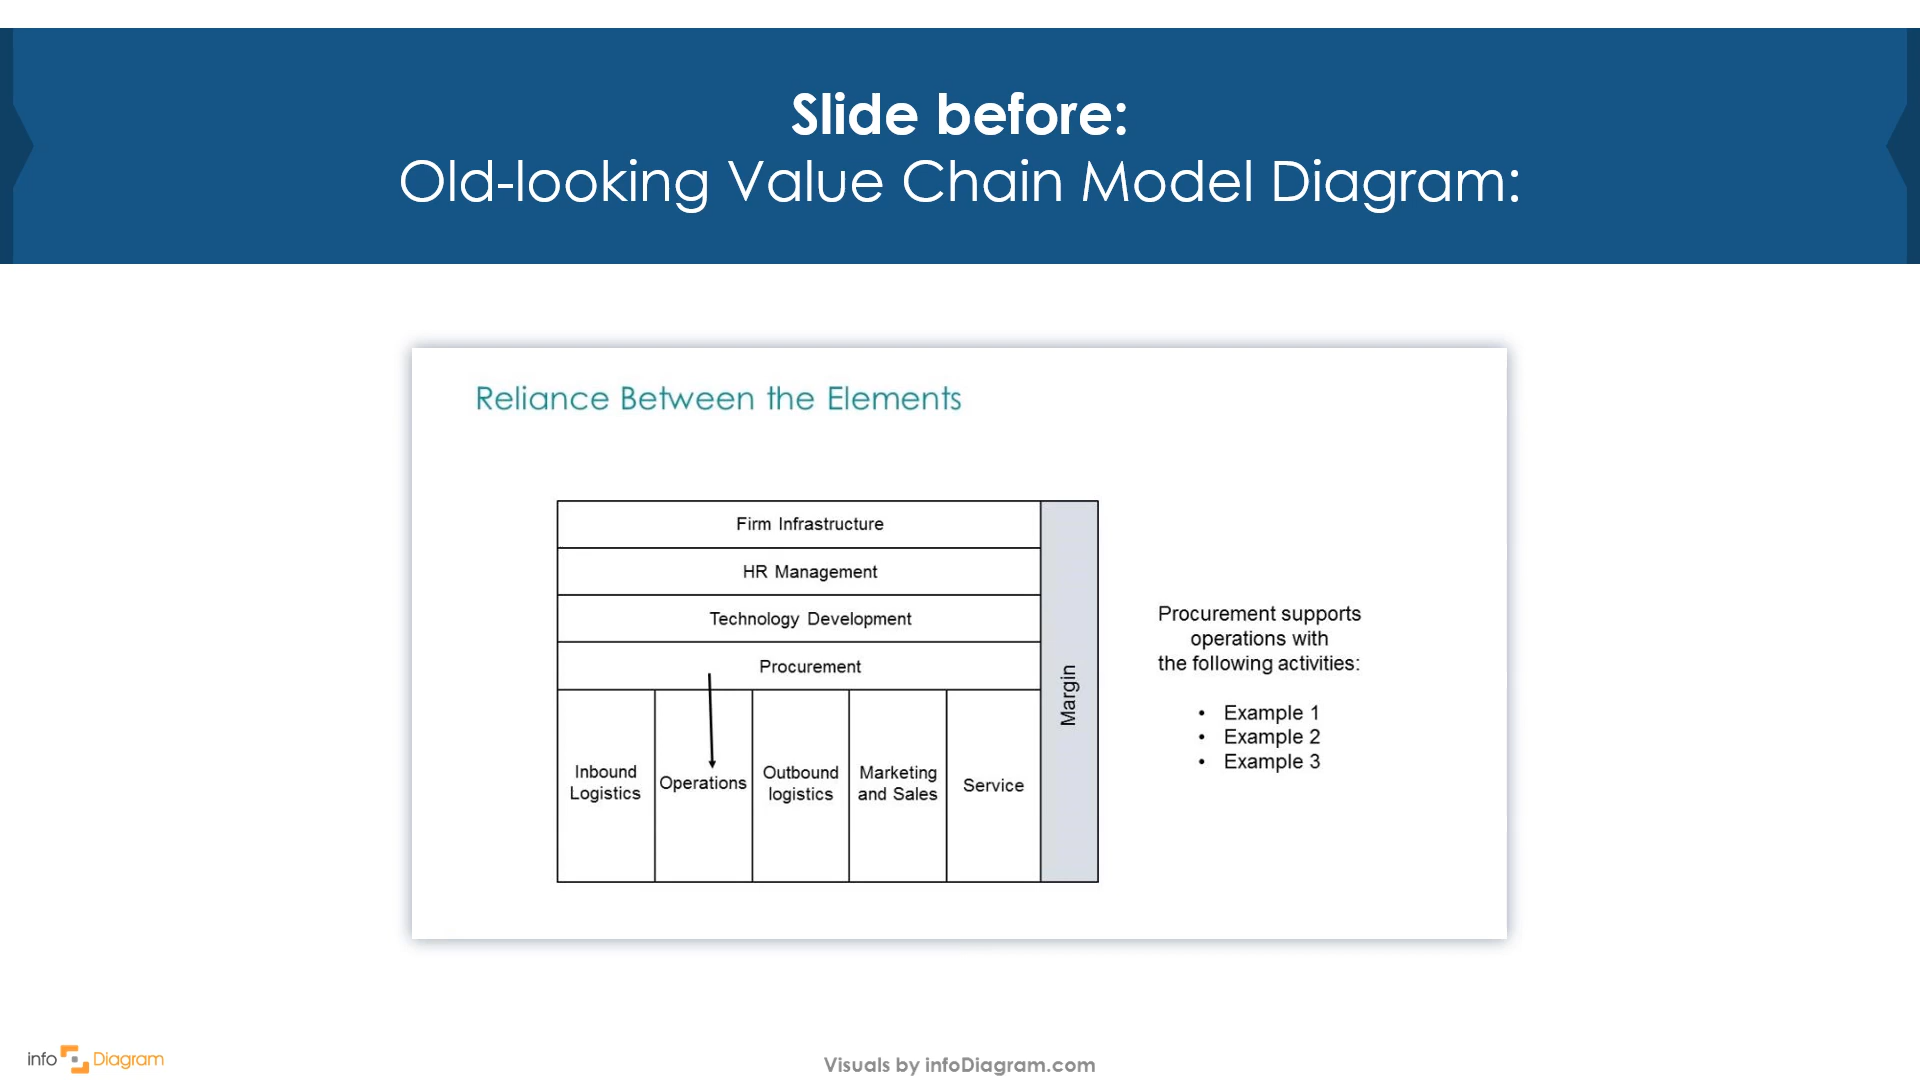 Slide before:
Old-looking Value Chain Model Diagram:
Reliance Between the Elements
Firm Infrastructure
HR Management
Technology Development
Procurement
Inbound
Logistics
Operations
Outbound
logistics
Marketing
and Sales
Service
Margin
Procurement supports
operations with
the following activities:
• Example 1
• Example 2
• Example 3
info Diagram
Visuals by infoDiagram.com